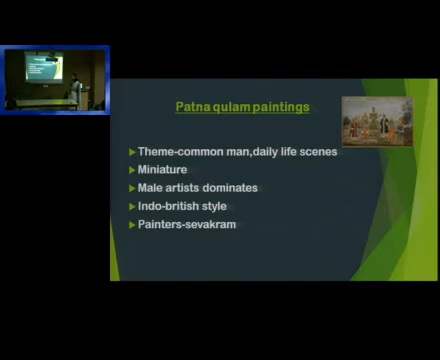 Patna qulam paintings
Theme-common man,daily life scenes
Miniature
Male artists dominates
Indo-british style
Painters-sevakram